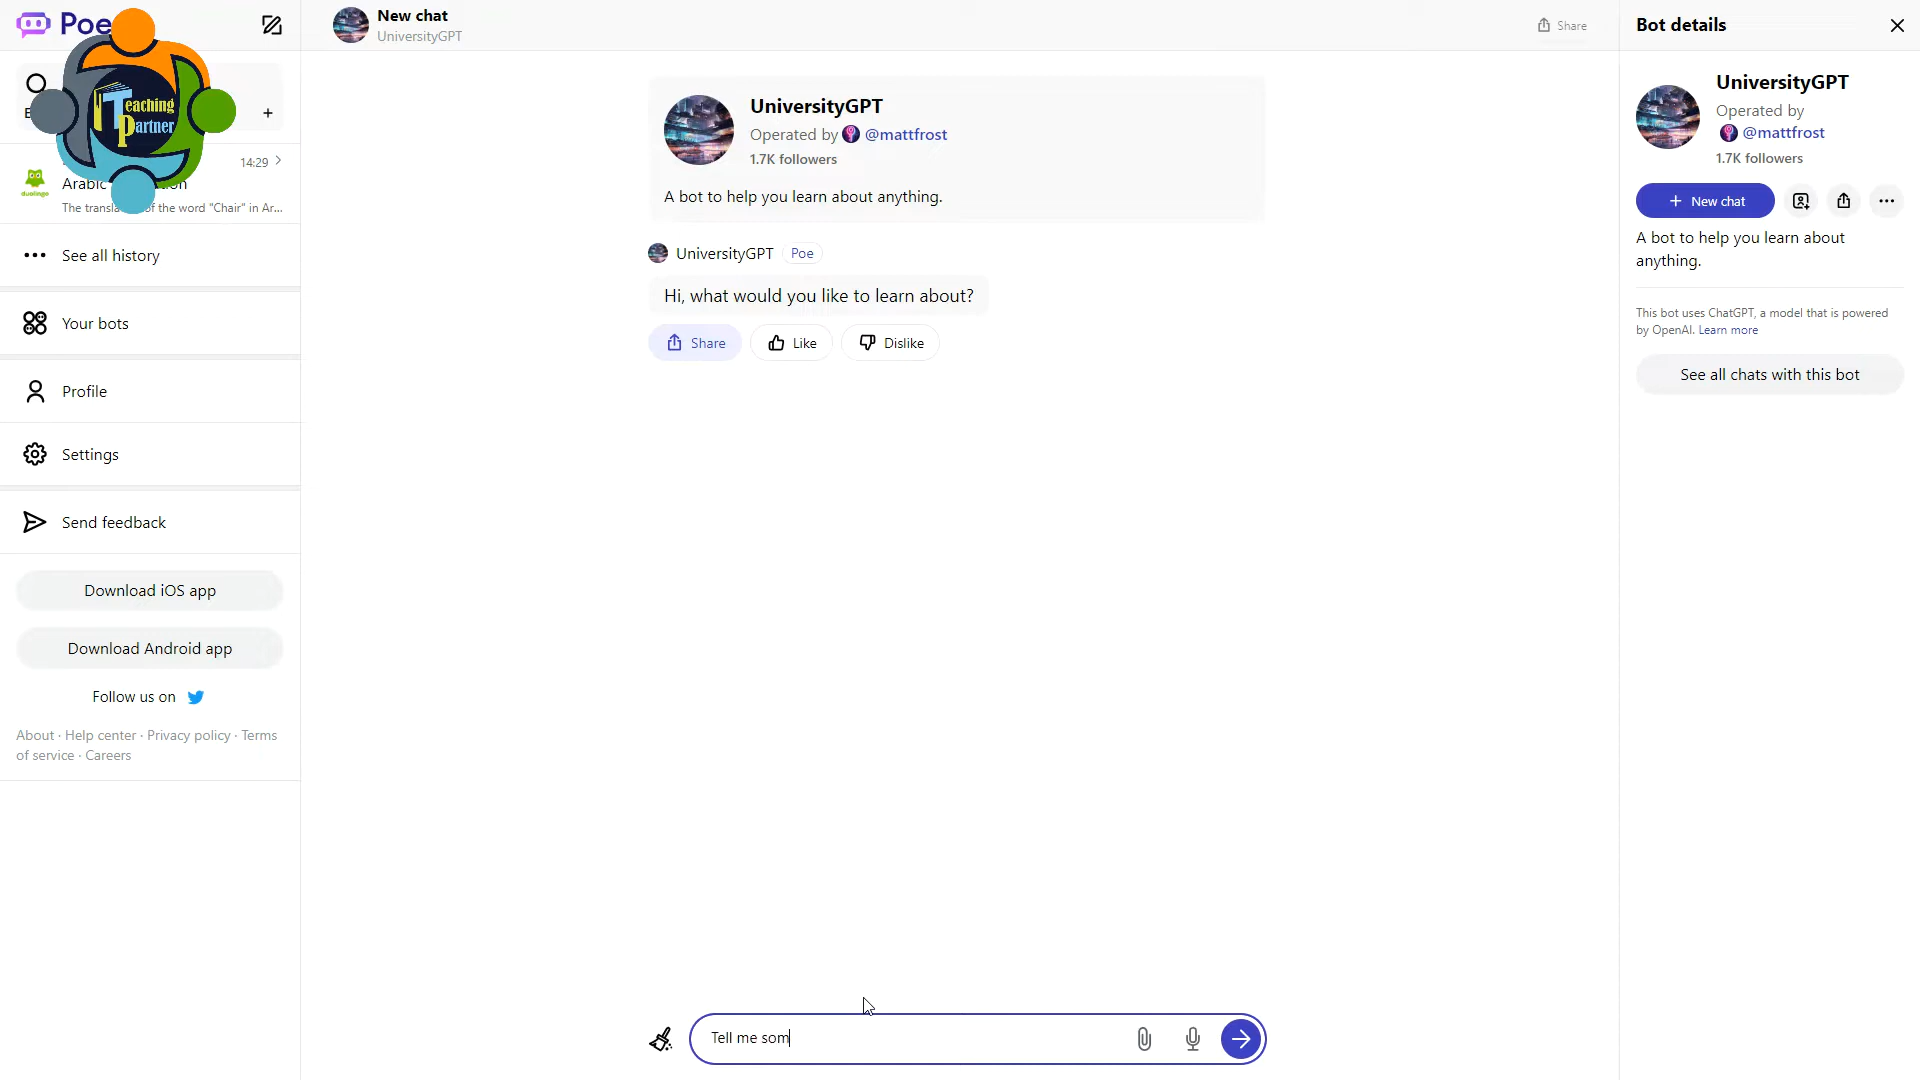 Poe
Teaching
Partner
E
+
14:29
Arabic
on
duolingo
The transla
of the word "Chair" in Ar...
See all history
Your bots
Profile
Settings
Send feedback
Download iOS app
Download Android app
Follow us on
About · Help center · Privacy policy · Terms
of service · Careers
New chat
UniversityGPT
Share
UniversityGPT
Operated by @mattfrost
1.7K followers
A bot to help you learn about anything.
UniversityGPT Poe
Hi, what would you like to learn about?
Share Like Dislike
Tell me som
Bot details
UniversityGPT
Operated by
@mattfrost
1.7K followers
+ New chat
A bot to help you learn about
anything.
This bot uses ChatGPT, a model that is powered
by OpenAI. Learn more
See all chats with this bot